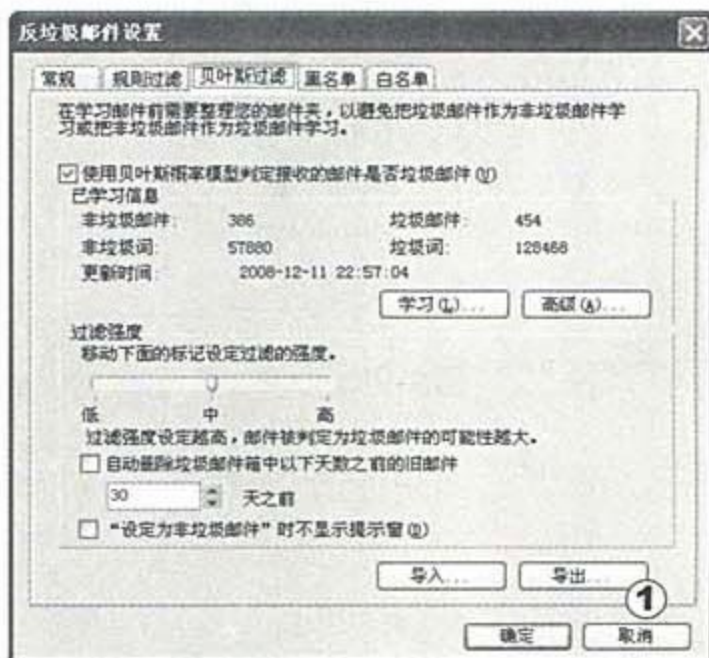 反垃圾邮件设置
常规 规则过滤 贝叶斯过滤 黑名单 白名单
在学习邮件前需要整理您的邮件夹，以避免把垃圾邮件作为非垃圾邮件学
习或把非垃圾邮件作为垃圾邮件学习。
使用贝叶斯概率模型判定接收的邮件是否垃圾邮件(V)
已学习信息
非垃圾邮件: 386 垃圾邮件: 454
非垃圾词: 57880 垃圾词: 128468
更新时间: 2008-12-11 22:57:04
学习(L)... 高级(A)...
过滤强度
移动下面的标记设定过滤的强度。
低 中 高
过滤强度设定越高，邮件被判定为垃圾邮件的可能性越大。
自动删除垃圾邮件箱中以下天数之前的旧邮件
30 天之前
“设定为非垃圾邮件”时不显示提示窗(D)
导入... 导出...
1
确定 取消